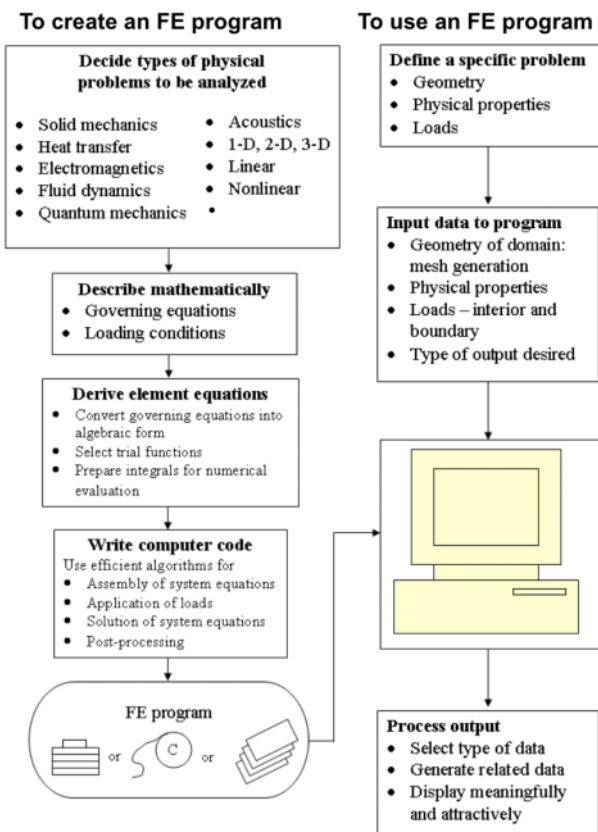 To create an FE program
Decide types of physical
problems to be analyzed
• Solid mechanics
• Heat transfer
• Electromagnetics
• Fluid dynamics
• Quantum mechanics
• Acoustics
• 1-D, 2-D, 3-D
• Linear
• Nonlinear
•
Describe mathematically
• Governing equations
• Loading conditions
Derive element equations
• Convert governing equations into
algebraic form
• Select trial functions
• Prepare integrals for numerical
evaluation
Write computer code
Use efficient algorithms for
• Assembly of system equations
• Application of loads
• Solution of system equations
• Post-processing
FE program
or
C
or
To use an FE program
Define a specific problem
• Geometry
• Physical properties
• Loads
Input data to program
• Geometry of domain:
mesh generation
• Physical properties
• Loads – interior and
boundary
• Type of output desired
Process output
• Select type of data
• Generate related data
• Display meaningfully
and attractively